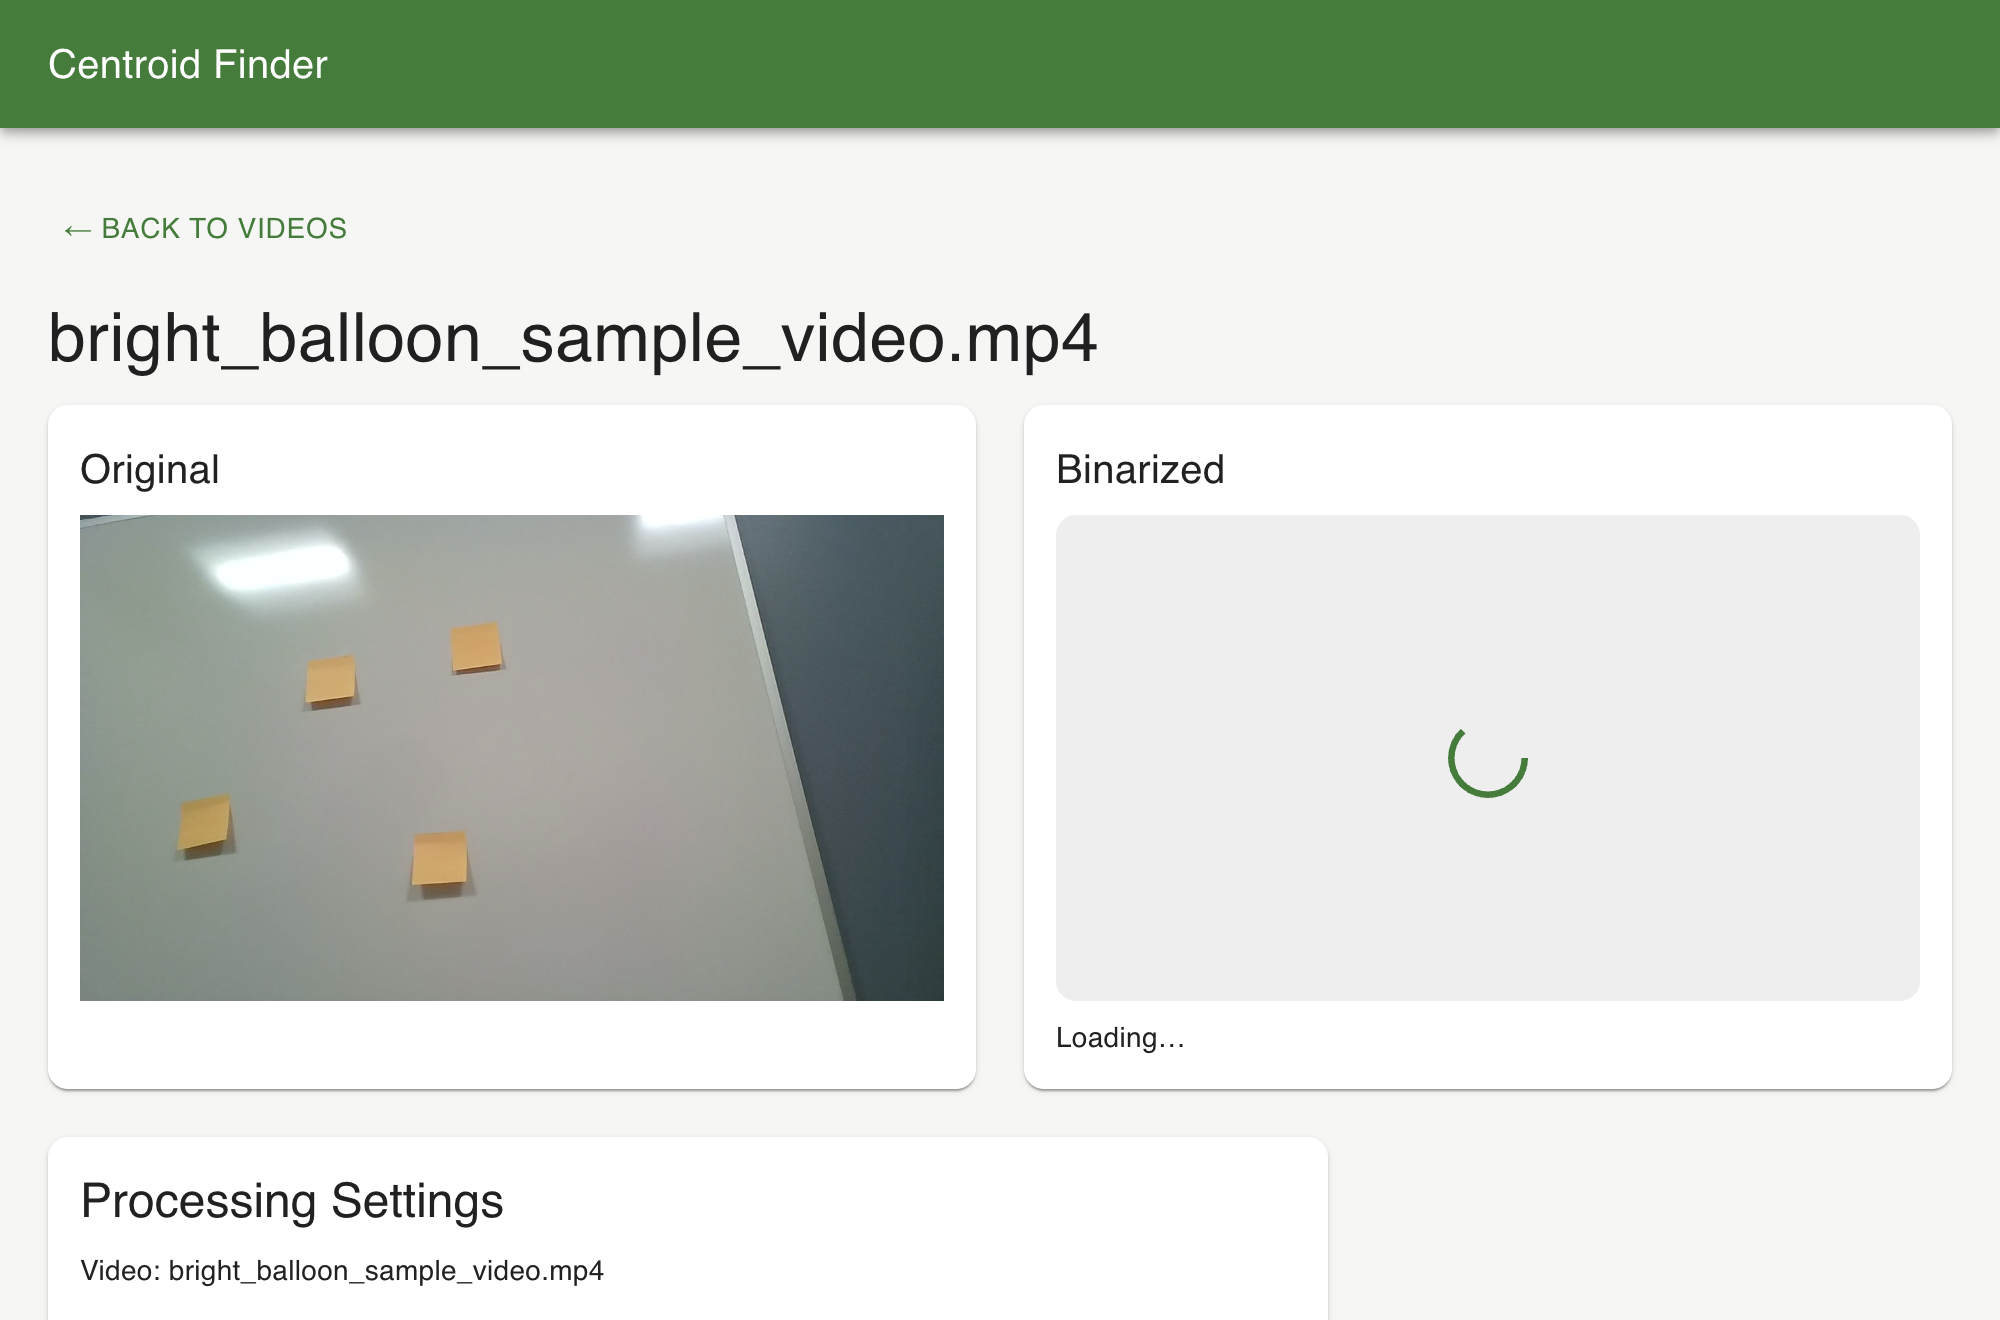 Centroid Finder
← BACK TO VIDEOS
bright_balloon_sample_video.mp4
Original
Binarized
Loading…
Processing Settings
Video: bright_balloon_sample_video.mp4